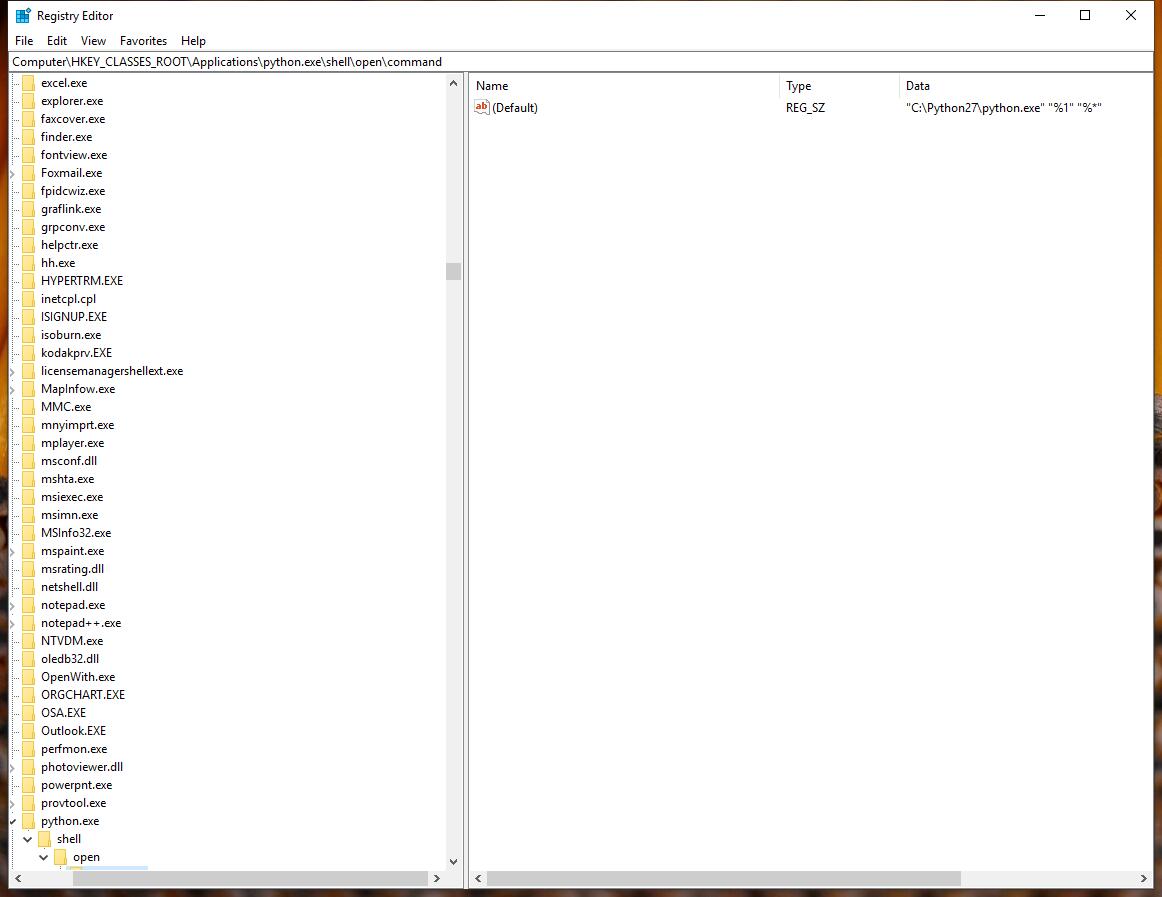 Registry Editor
File Edit View Favorites Help
Computer\HKEY_CLASSES_ROOT\Applications\python.exe\shell\open\command
excel.exe
explorer.exe
faxcover.exe
finder.exe
fontview.exe
Foxmail.exe
fpidcwiz.exe
graflink.exe
grpconv.exe
helpctr.exe
hh.exe
HYPERTRM.EXE
inetcpl.cpl
ISIGNUP.EXE
isoburn.exe
kodakprv.EXE
licensemanagershellext.exe
MapInfow.exe
MMC.exe
mnyimprt.exe
mplayer.exe
msconf.dll
mshta.exe
msiexec.exe
msimn.exe
MSInfo32.exe
mspaint.exe
msrating.dll
netshell.dll
notepad.exe
notepad++.exe
NTVDM.exe
oledb32.dll
OpenWith.exe
ORGCHART.EXE
OSA.EXE
Outlook.EXE
perfmon.exe
photoviewer.dll
powerpnt.exe
provtool.exe
python.exe
shell
open
Name Type Data
ab (Default) REG_SZ "C:\Python27\python.exe" "%1" "%*"